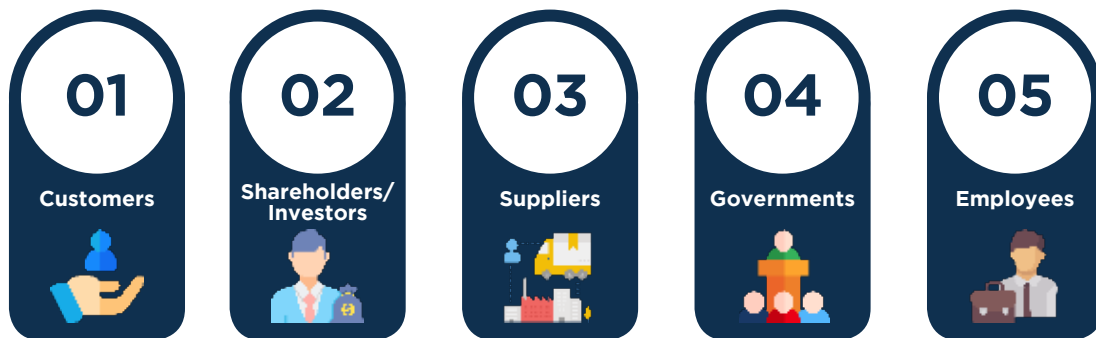 01
Customers
02
Shareholders/
Investors
03
Suppliers
04
Governments
05
Employees